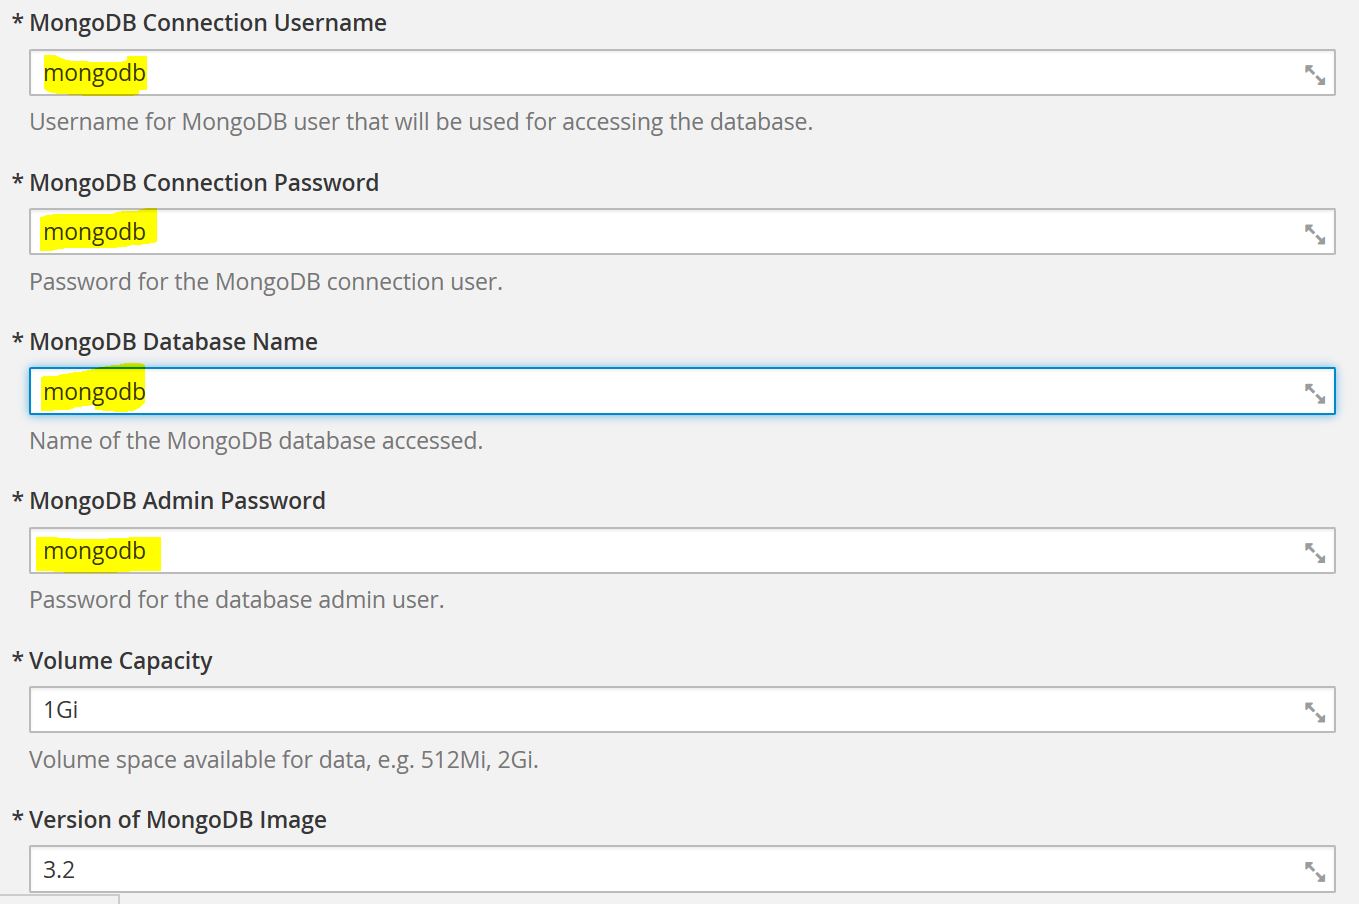 * MongoDB Connection Username
mongodb
Username for MongoDB user that will be used for accessing the database.
* MongoDB Connection Password
mongodb
Password for the MongoDB connection user.
* MongoDB Database Name
mongodb
Name of the MongoDB database accessed.
* MongoDB Admin Password
mongodb
Password for the database admin user.
* Volume Capacity
1Gi
Volume space available for data, e.g. 512Mi, 2Gi.
* Version of MongoDB Image
3.2